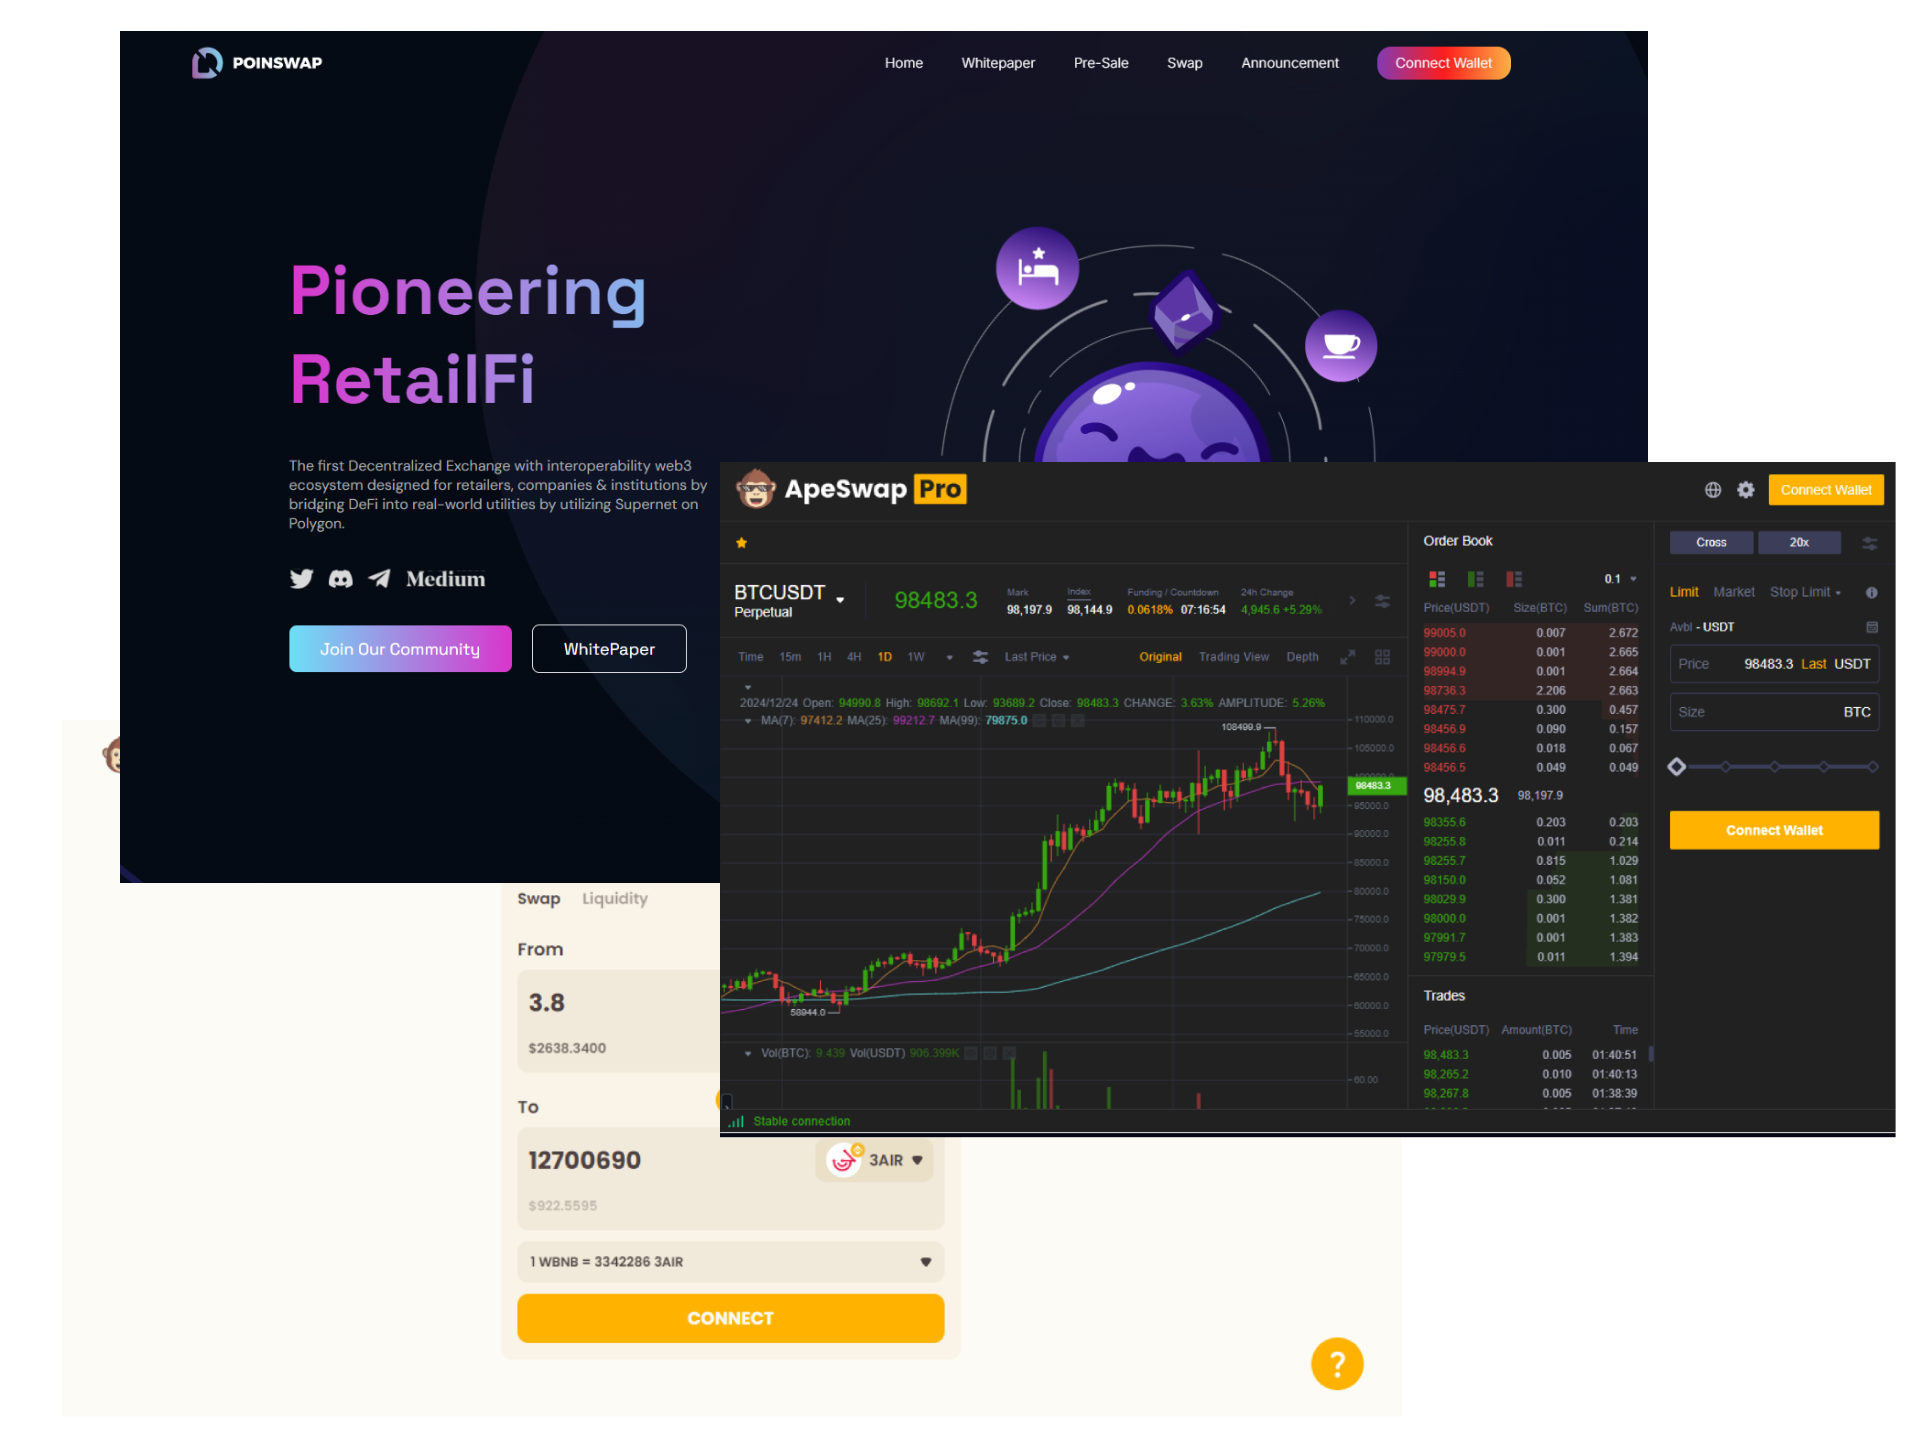 POINSWAP
Home Whitepaper Pre-Sale Swap Announcement Connect Wallet
Pioneering
RetailFi
The first Decentralized Exchange with interoperability web3
ecosystem designed for retailers, companies & institutions by
bridging DeFi into real-world utilities by utilizing Supernet on
Polygon.
Medium
Join Our Community WhitePaper
ApeSwap Pro
Connect Wallet
BTCUSDT
Perpetual
98483.3
Mark Index Funding / Countdown 24h Change
98,197.9 98,144.9 0.0618% 07:16:54 4,945.6 +5.29%
Time 15m 1H 4H 1D 1W Last Price Original Trading View Depth
2024/12/24 Open: 94990.8 High: 98692.1 Low: 93689.2 Close: 98483.3 CHANGE: 3.63% AMPLITUDE: 5.26%
MA(7): 97412.2 MA(25): 99212.7 MA(99): 79875.0
108499.9
110000.0
105000.0
98483.3
95000.0
90000.0
85000.0
80000.0
75000.0
70000.0
65000.0
60000.0
55000.0
58944.0
Vol(BTC): 9.439 Vol(USDT) 906.399K
60.00
Stable connection
Order Book
0.1
Price(USDT) Size(BTC) Sum(BTC)
99005.0 0.007 2.672
99000.0 0.001 2.665
98994.9 0.001 2.664
98736.3 2.206 2.663
98475.7 0.300 0.457
98456.9 0.090 0.157
98456.6 0.018 0.067
98456.5 0.049 0.049
98,483.3 98,197.9
98355.6 0.203 0.203
98255.8 0.011 0.214
98255.7 0.815 1.029
98150.0 0.052 1.081
98029.9 0.300 1.381
98000.0 0.001 1.382
97991.7 0.001 1.383
97979.5 0.011 1.394
Trades
Price(USDT) Amount(BTC) Time
98,483.3 0.005 01:40:51
98,265.2 0.010 01:40:13
98,267.8 0.005 01:38:39
Cross 20x
Limit Market Stop Limit
Avbl - USDT
Price 98483.3 Last USDT
Size BTC
Connect Wallet
Swap Liquidity
From
3.8
$2638.3400
To
12700690
3AIR
$922.5595
1 WBNB = 3342286 3AIR
CONNECT
?